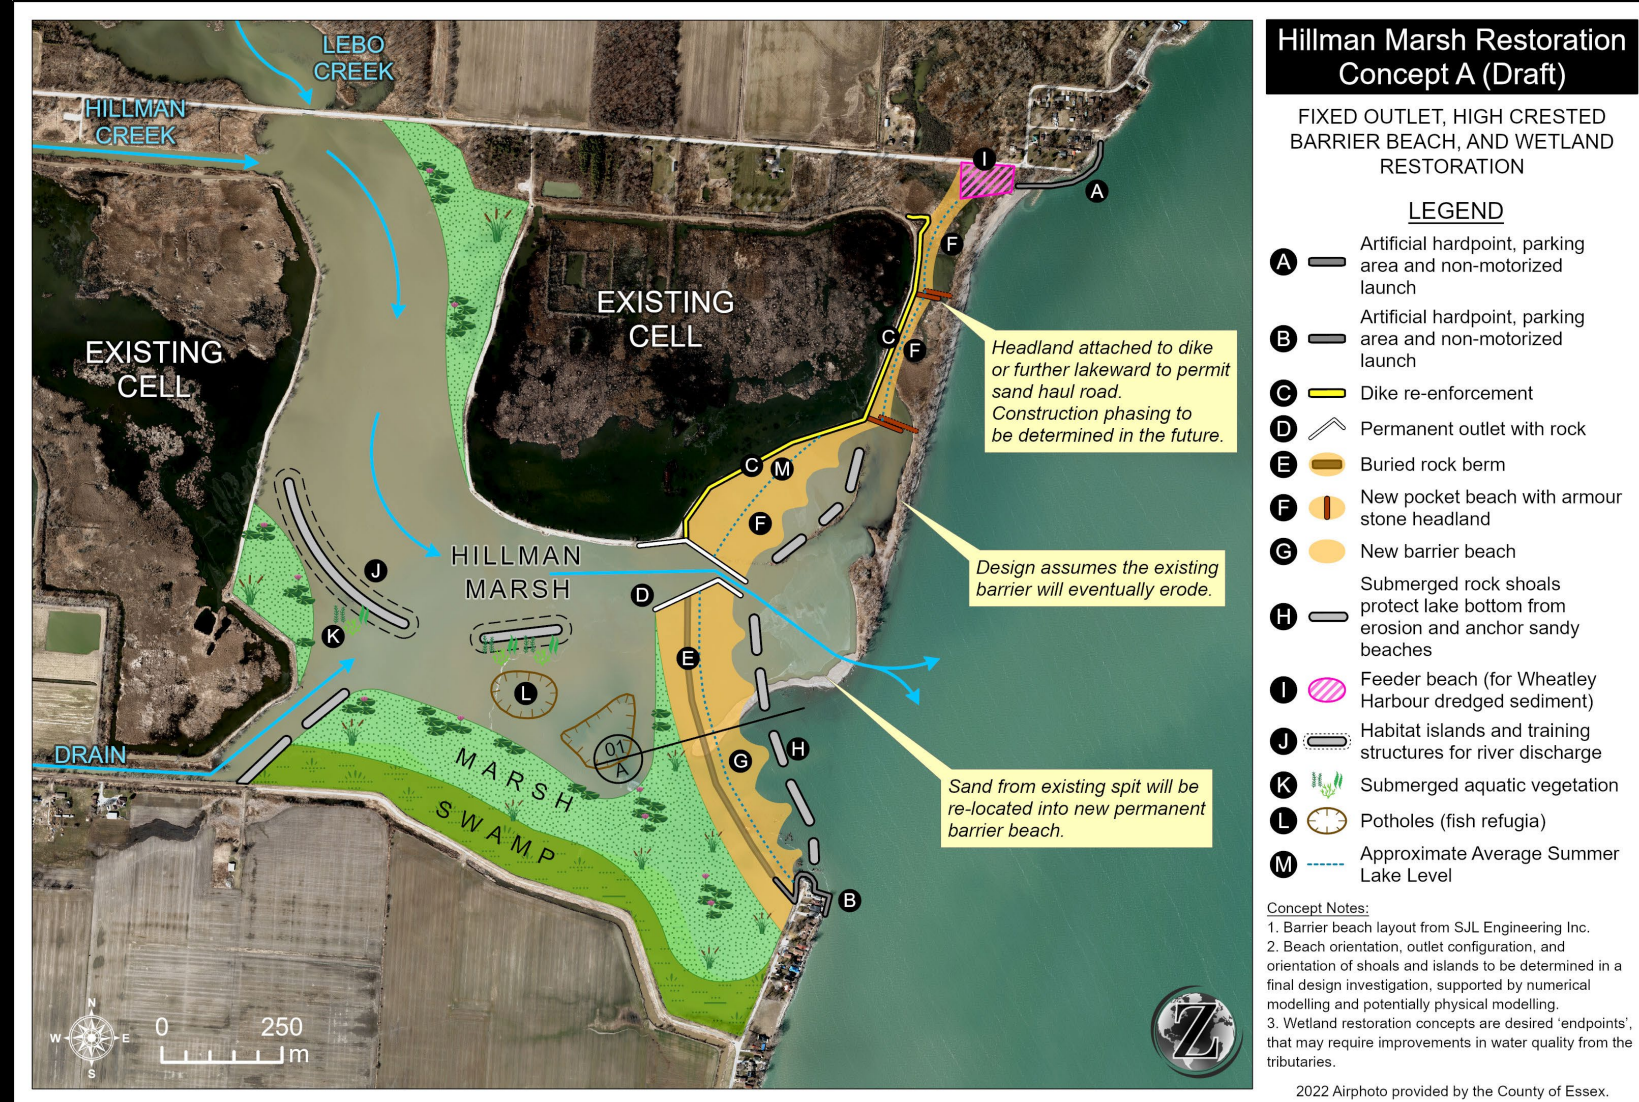 LEBO
CREEK
HILLMAN
CREEK
I
A
F
EXISTING
CELL
EXISTING
CELL
C
F
Headland attached to dike
or further lakeward to permit
sand haul road.
Construction phasing to
be determined in the future.
C
M
F
HILLMAN
MARSH
J
D
K
Design assumes the existing
barrier will eventually erode.
E
L
DRAIN
01
A
G
H
MARSH
SWAMP
Sand from existing spit will be
re-located into new permanent
barrier beach.
B
N
W
E
S
0
250
m
Z
Hillman Marsh Restoration
Concept A (Draft)
FIXED OUTLET, HIGH CRESTED
BARRIER BEACH, AND WETLAND
RESTORATION
LEGEND
A Artificial hardpoint, parking
area and non-motorized
launch
B Artificial hardpoint, parking
area and non-motorized
launch
C Dike re-enforcement
D Permanent outlet with rock
E Buried rock berm
F New pocket beach with armour
stone headland
G New barrier beach
H Submerged rock shoals
protect lake bottom from
erosion and anchor sandy
beaches
I Feeder beach (for Wheatley
Harbour dredged sediment)
J Habitat islands and training
structures for river discharge
K Submerged aquatic vegetation
L Potholes (fish refugia)
M Approximate Average Summer
Lake Level
Concept Notes:
1. Barrier beach layout from SJL Engineering Inc.
2. Beach orientation, outlet configuration, and
orientation of shoals and islands to be determined in a
final design investigation, supported by numerical
modelling and potentially physical modelling.
3. Wetland restoration concepts are desired ‘endpoints’,
that may require improvements in water quality from the
tributaries.
2022 Airphoto provided by the County of Essex.